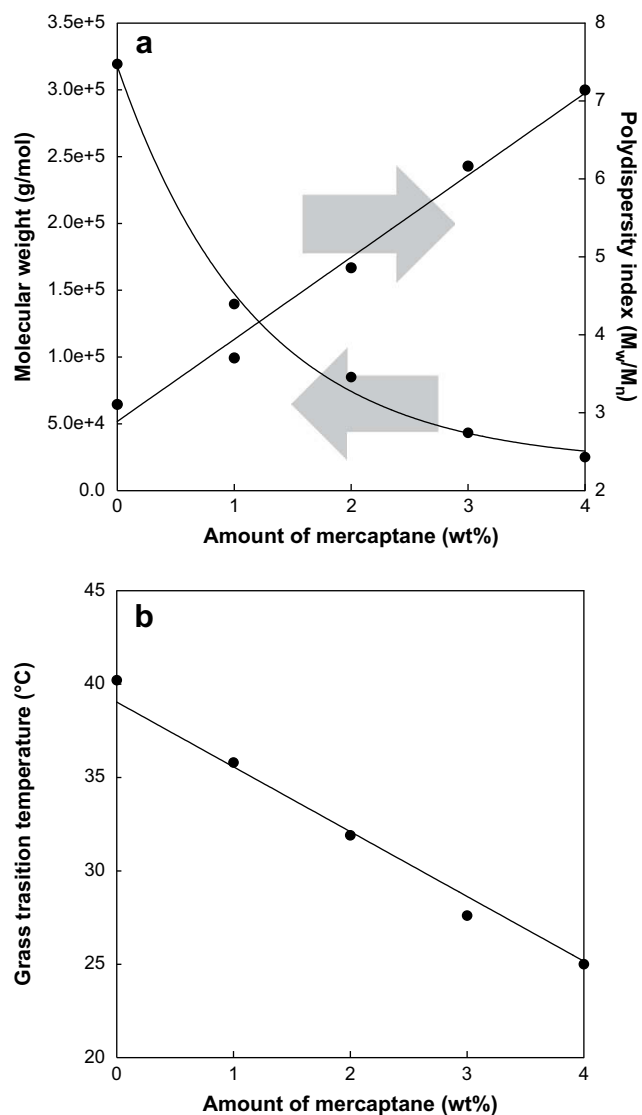 a
3.0e+5
2.5e+5
2.0e+5
1.5e+5
1.0e+5
5.0e+4
0.0
Molecular weight (g/mol)
8
7
6
5
4
3
2
Polydispersity index (Mw/Mn)
0 1 2 3 4
Amount of mercaptane (wt%)
b
45
40
35
30
25
20
Grass trasition temperature (°C)
0 1 2 3 4
Amount of mercaptane (wt%)